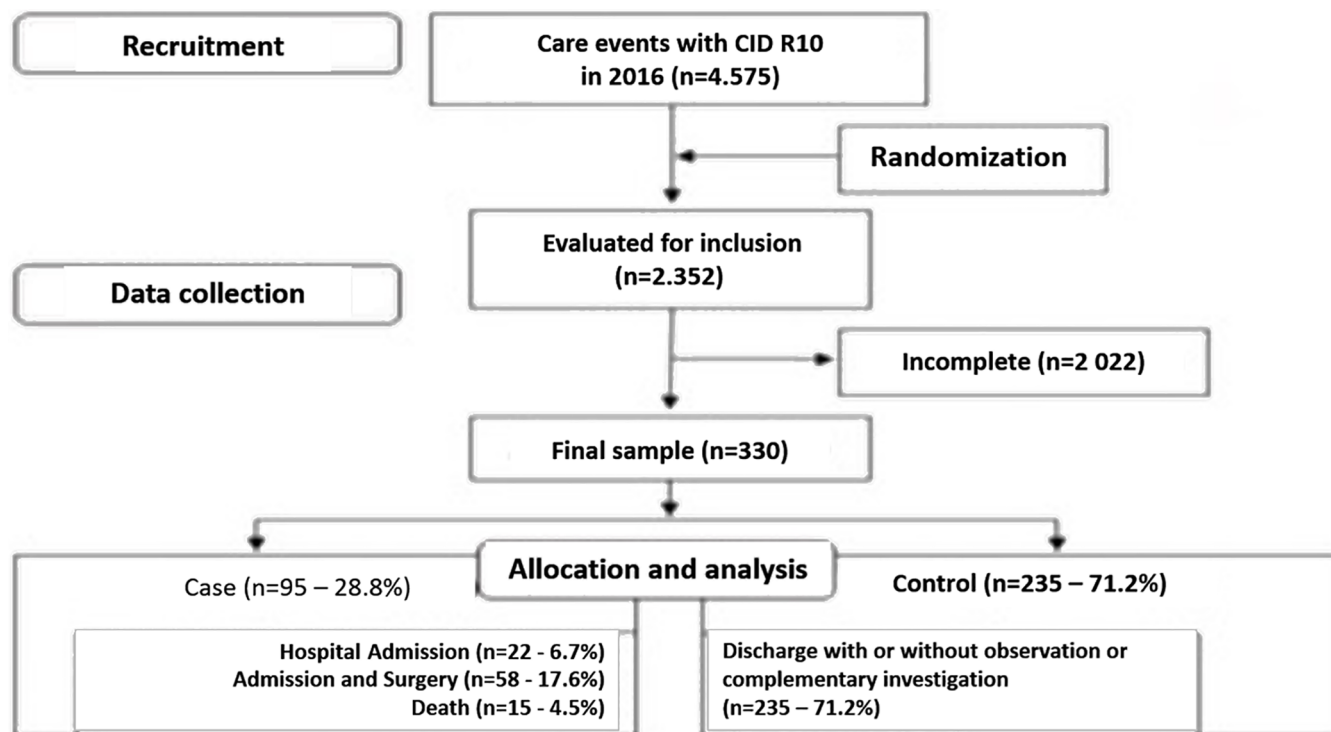 Recruitment
Care events with CID R10
in 2016 (n=4.575)
Randomization
Evaluated for inclusion
(n=2.352)
Data collection
Incomplete (n=2 022)
Final sample (n=330)
Allocation and analysis
Case (n=95 – 28.8%)
Control (n=235 – 71.2%)
Hospital Admission (n=22 - 6.7%)
Admission and Surgery (n=58 - 17.6%)
Death (n=15 - 4.5%)
Discharge with or without observation or
complementary investigation
(n=235 – 71.2%)